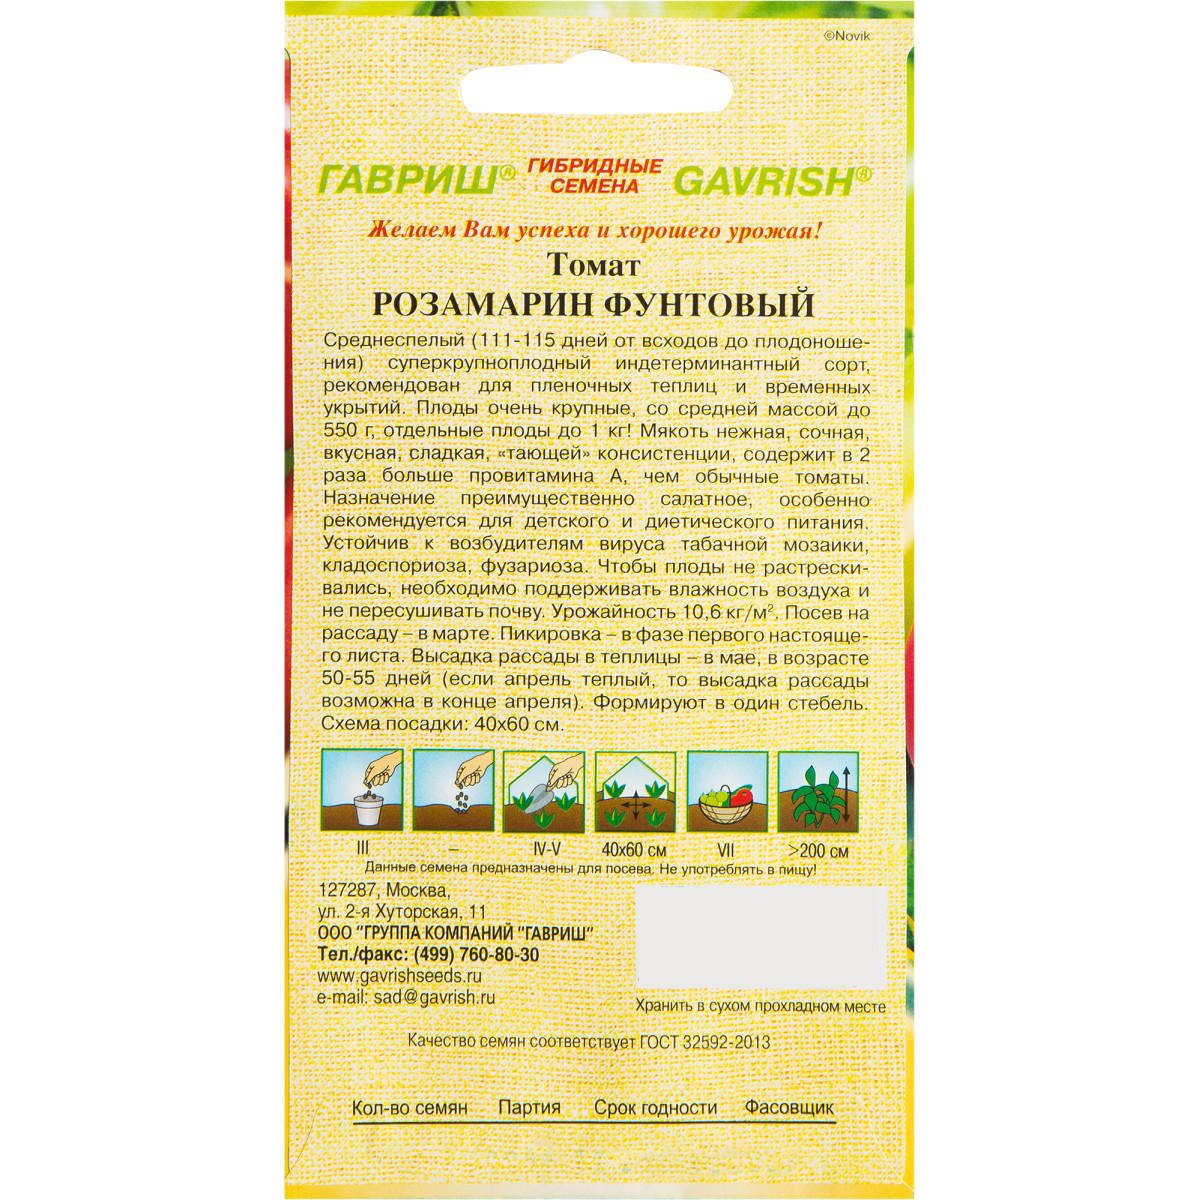 ©Novik
ГАВРИШ® ГИБРИДНЫЕ СЕМЕНА GAVRISH®
Желаем Вам успеха и хорошего урожая!
Томат
РОЗАМАРИН ФУНТОВЫЙ
Среднеспелый (111-115 дней от всходов до плодоноше-
ния) суперкрупноплодный индетерминантный сорт,
рекомендован для пленочных теплиц и временных
укрытий. Плоды очень крупные, со средней массой до
550 г, отдельные плоды до 1 кг! Мякоть нежная, сочная,
вкусная, сладкая, «тающей» консистенции, содержит в 2
раза больше провитамина А, чем обычные томаты.
Назначение преимущественно салатное, особенно
рекомендуется для детского и диетического питания.
Устойчив к возбудителям вируса табачной мозаики,
кладоспориоза, фузариоза. Чтобы плоды не растрески-
вались, необходимо поддерживать влажность воздуха и
не пересушивать почву. Урожайность 10,6 кг/м². Посев на
рассаду – в марте. Пикировка – в фазе первого настояще-
го листа. Высадка рассады в теплицы – в мае, в возрасте
50-55 дней (если апрель теплый, то высадка рассады
возможна в конце апреля). Формируют в один стебель.
Схема посадки: 40х60 см.
III – IV-V 40х60 см VII >200 см
Данные семена предназначены для посева. Не употреблять в пищу!
127287, Москва,
ул. 2-я Хуторская, 11
ООО "ГРУППА КОМПАНИЙ "ГАВРИШ"
Тел./факс: (499) 760-80-30
www.gavrishseeds.ru
e-mail: sad@gavrish.ru
Хранить в сухом прохладном месте
Качество семян соответствует ГОСТ 32592-2013
Кол-во семян Партия Срок годности Фасовщик